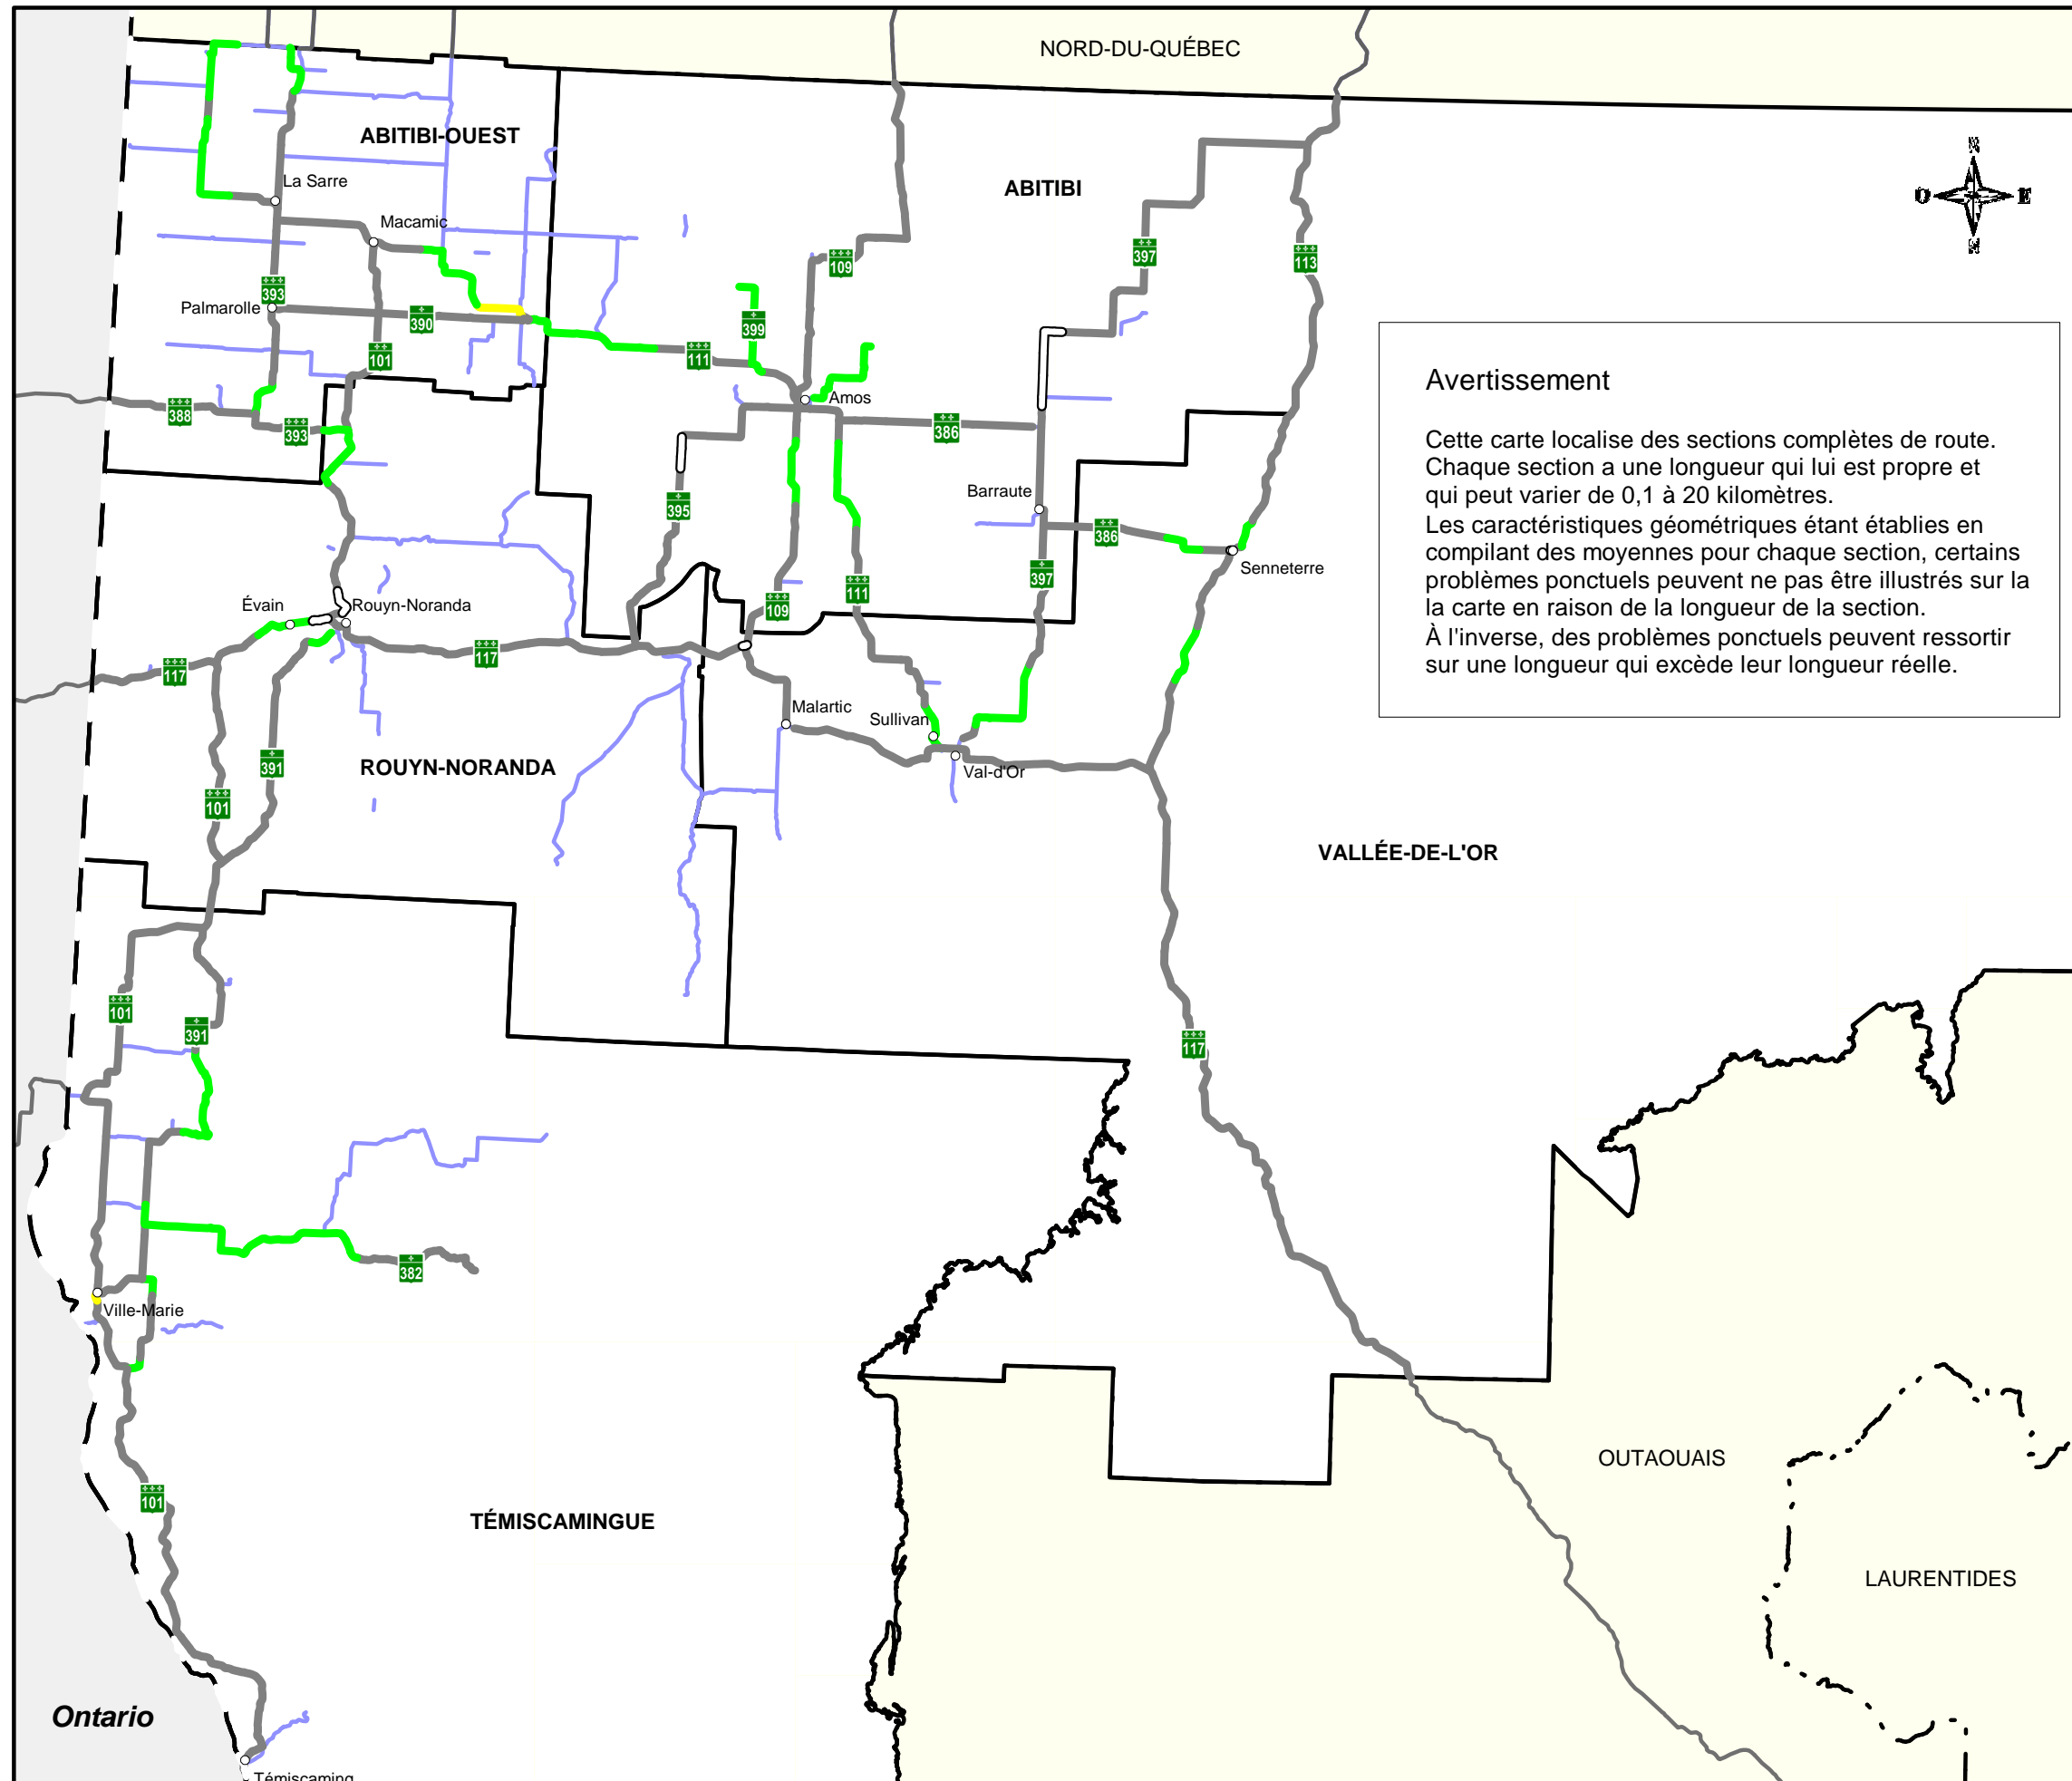 NORD-DU-QUÉBEC
ABITIBI-OUEST
ABITIBI
N
O
E
La Sarre
Macamic
109
397
113
393
Palmarolle
390
399
101
111
388
393
Amos
386
Avertissement
Cette carte localise des sections complètes de route.
Chaque section a une longueur qui lui est propre et
qui peut varier de 0,1 à 20 kilomètres.
Les caractéristiques géométriques étant établies en
compilant des moyennes pour chaque section, certains
problèmes ponctuels peuvent ne pas être illustrés sur la
la carte en raison de la longueur de la section.
À l'inverse, des problèmes ponctuels peuvent ressortir
sur une longueur qui excède leur longueur réelle.
395
Barraute
386
Senneterre
397
111
109
Évain
Rouyn-Noranda
117
117
Malartic
Sullivan
Val-d'Or
391
ROUYN-NORANDA
101
VALLÉE-DE-L'OR
101
391
117
382
Ville-Marie
OUTAOUAIS
101
TÉMISCAMINGUE
LAURENTIDES
Ontario
Témiscaming